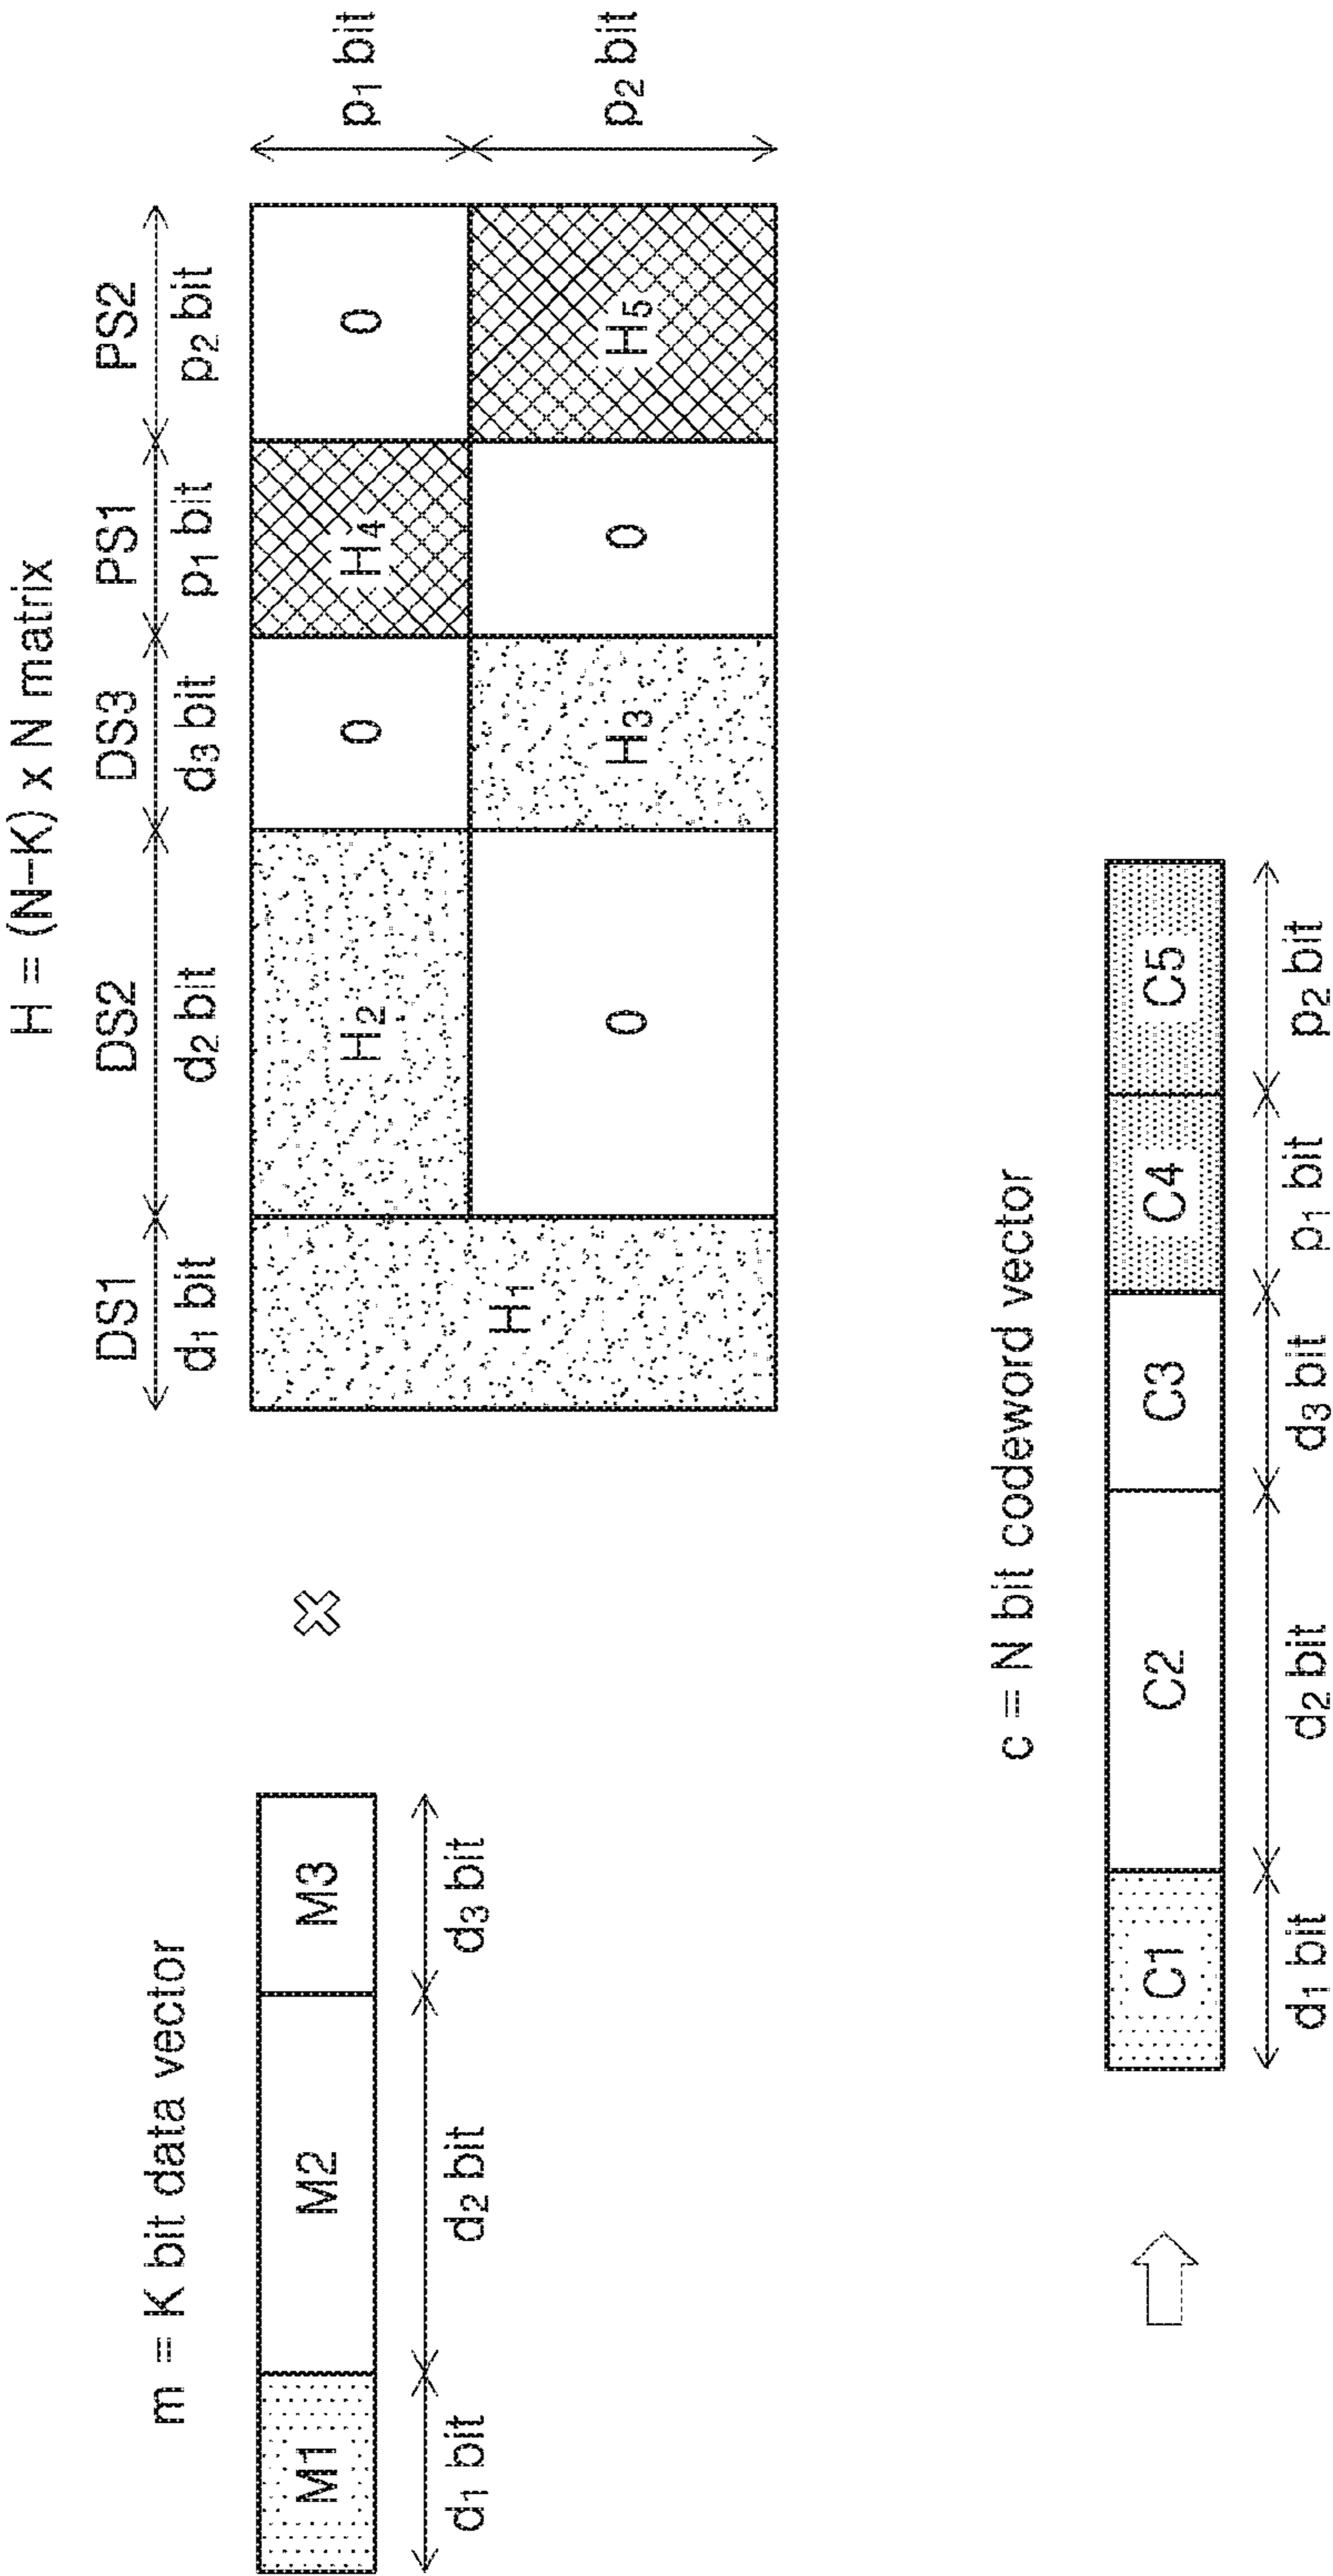 m = K bit data vector
M1 M2 M3
d1 bit d2 bit d3 bit
H = (N-K) x N matrix
DS1 DS2 DS3 PS1 PS2
d1 bit d2 bit d3 bit p1 bit p2 bit
H1 H2 0 H4 0
0 H3 0 H5
p1 bit
p2 bit
c = N bit codeword vector
C1 C2 C3 C4 C5
d1 bit d2 bit d3 bit p1 bit p2 bit